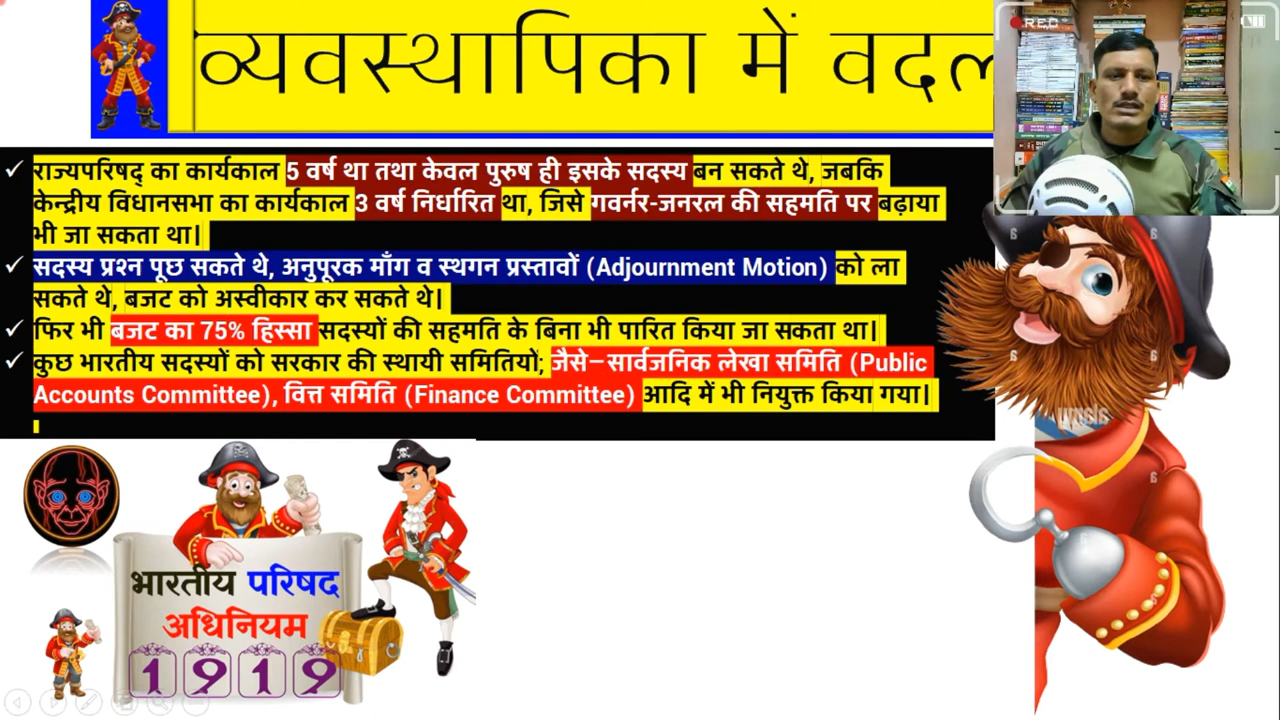 व्यवस्थापिका में वदल
REC
राज्यपरिषद् का कार्यकाल 5 वर्ष था तथा केवल पुरुष ही इसके सदस्य बन सकते थे, जबकि
केन्द्रीय विधानसभा का कार्यकाल 3 वर्ष निर्धारित था, जिसे गवर्नर-जनरल की सहमति पर बढ़ाया
भी जा सकता था।
सदस्य प्रश्न पूछ सकते थे, अनुपूरक माँग व स्थगन प्रस्तावों (Adjournment Motion) को ला
सकते थे, बजट को अस्वीकार कर सकते थे।
फिर भी बजट का 75% हिस्सा सदस्यों की सहमति के बिना भी पारित किया जा सकता था।
कुछ भारतीय सदस्यों को सरकार की स्थायी समितियों; जैसे–सार्वजनिक लेखा समिति (Public
Accounts Committee), वित्त समिति (Finance Committee) आदि में भी नियुक्त किया गया।
भारतीय परिषद
अधिनियम
1919